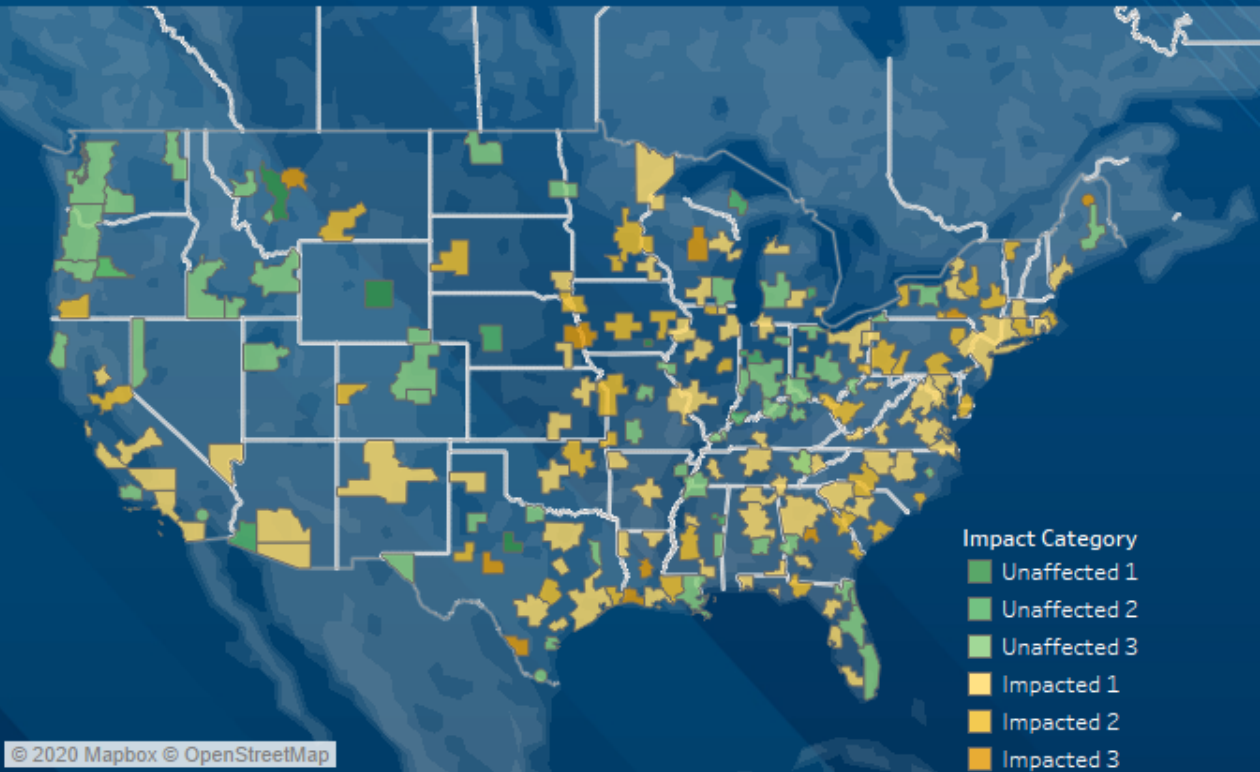 Impact Category
Unaffected 1
Unaffected 2
Unaffected 3
Impacted 1
Impacted 2
Impacted 3
© 2020 Mapbox © OpenStreetMap